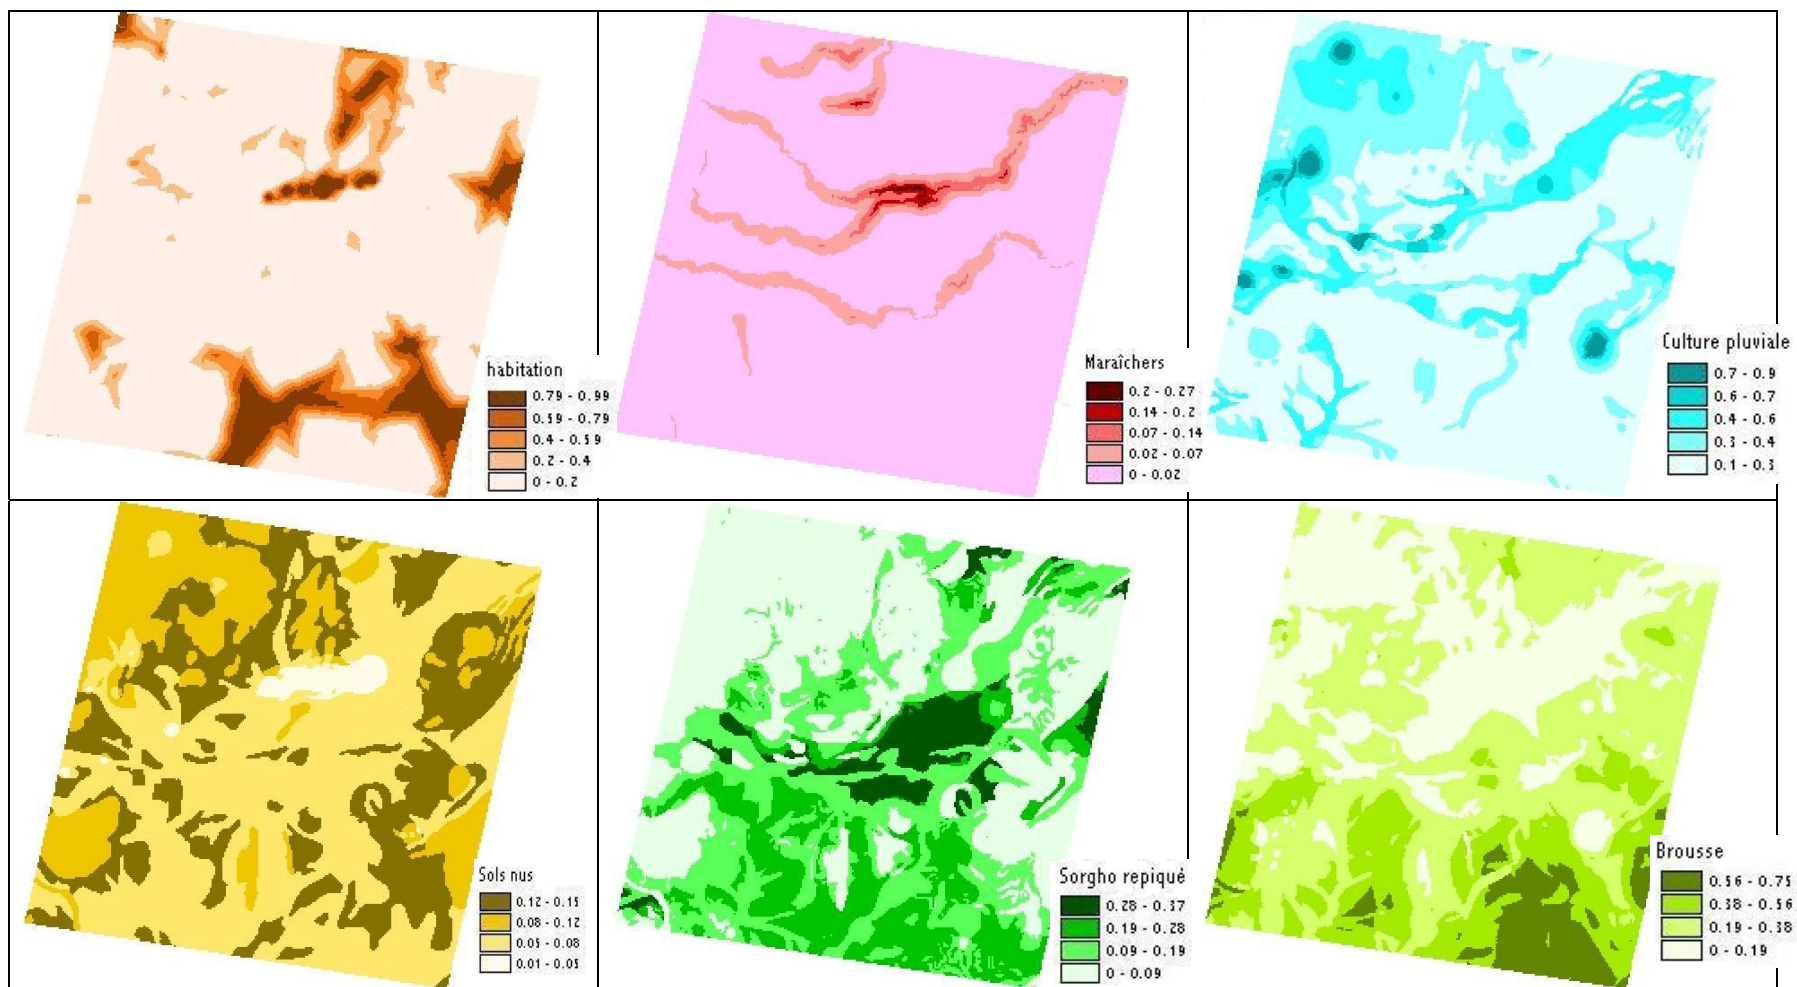 habitation
0.79 - 0.99
0.59 - 0.79
0.4 - 0.59
0.2 - 0.4
0 - 0.2
Maraîchers
0.2 - 0.27
0.14 - 0.2
0.07 - 0.14
0.02 - 0.07
0 - 0.02
Culture pluviale
0.7 - 0.9
0.6 - 0.7
0.4 - 0.6
0.3 - 0.4
0.1 - 0.3
Sols nus
0.12 - 0.15
0.08 - 0.12
0.05 - 0.08
0.01 - 0.05
Sorgho repiqué
0.28 - 0.37
0.19 - 0.28
0.09 - 0.19
0 - 0.09
Brousse
0.56 - 0.75
0.38 - 0.56
0.19 - 0.38
0 - 0.19